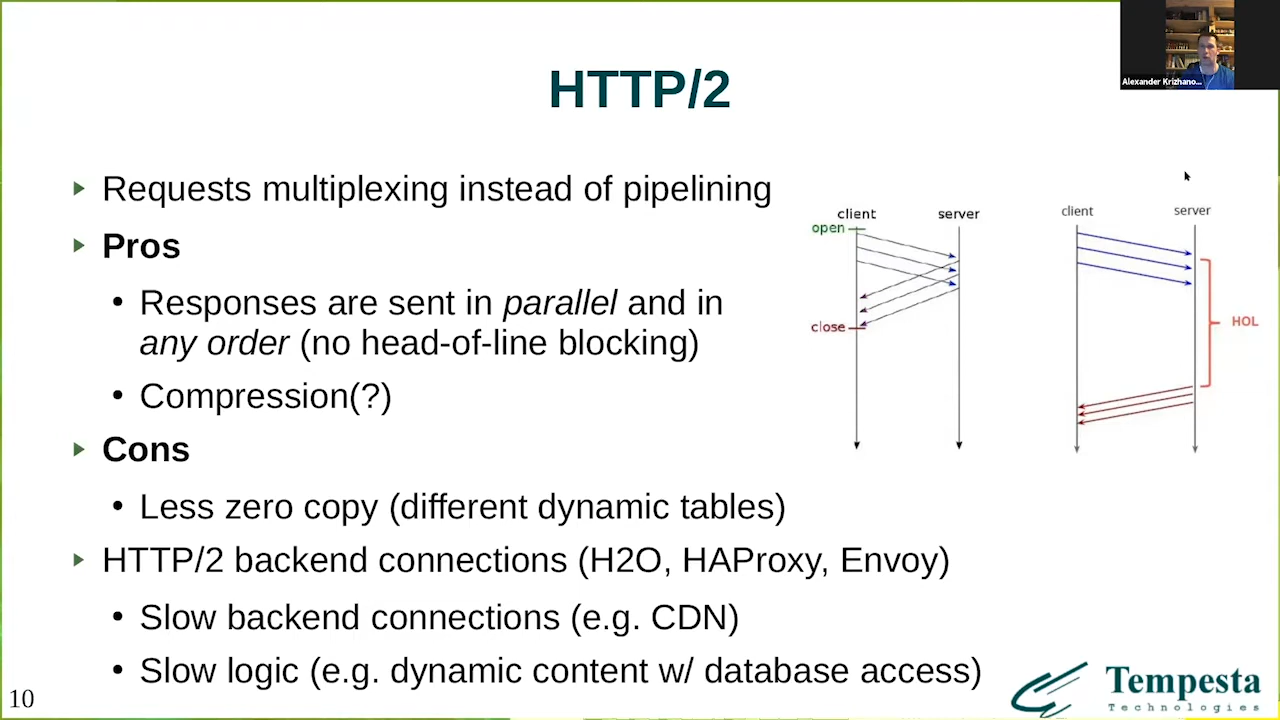 Alexander Krizhano...
HTTP/2
Requests multiplexing instead of pipelining
Pros
Responses are sent in parallel and in
any order (no head-of-line blocking)
Compression(?)
Cons
Less zero copy (different dynamic tables)
HTTP/2 backend connections (H2O, HAProxy, Envoy)
Slow backend connections (e.g. CDN)
Slow logic (e.g. dynamic content w/ database access)
client server
open
close
client server
HOL
10
Tempesta
Technologies